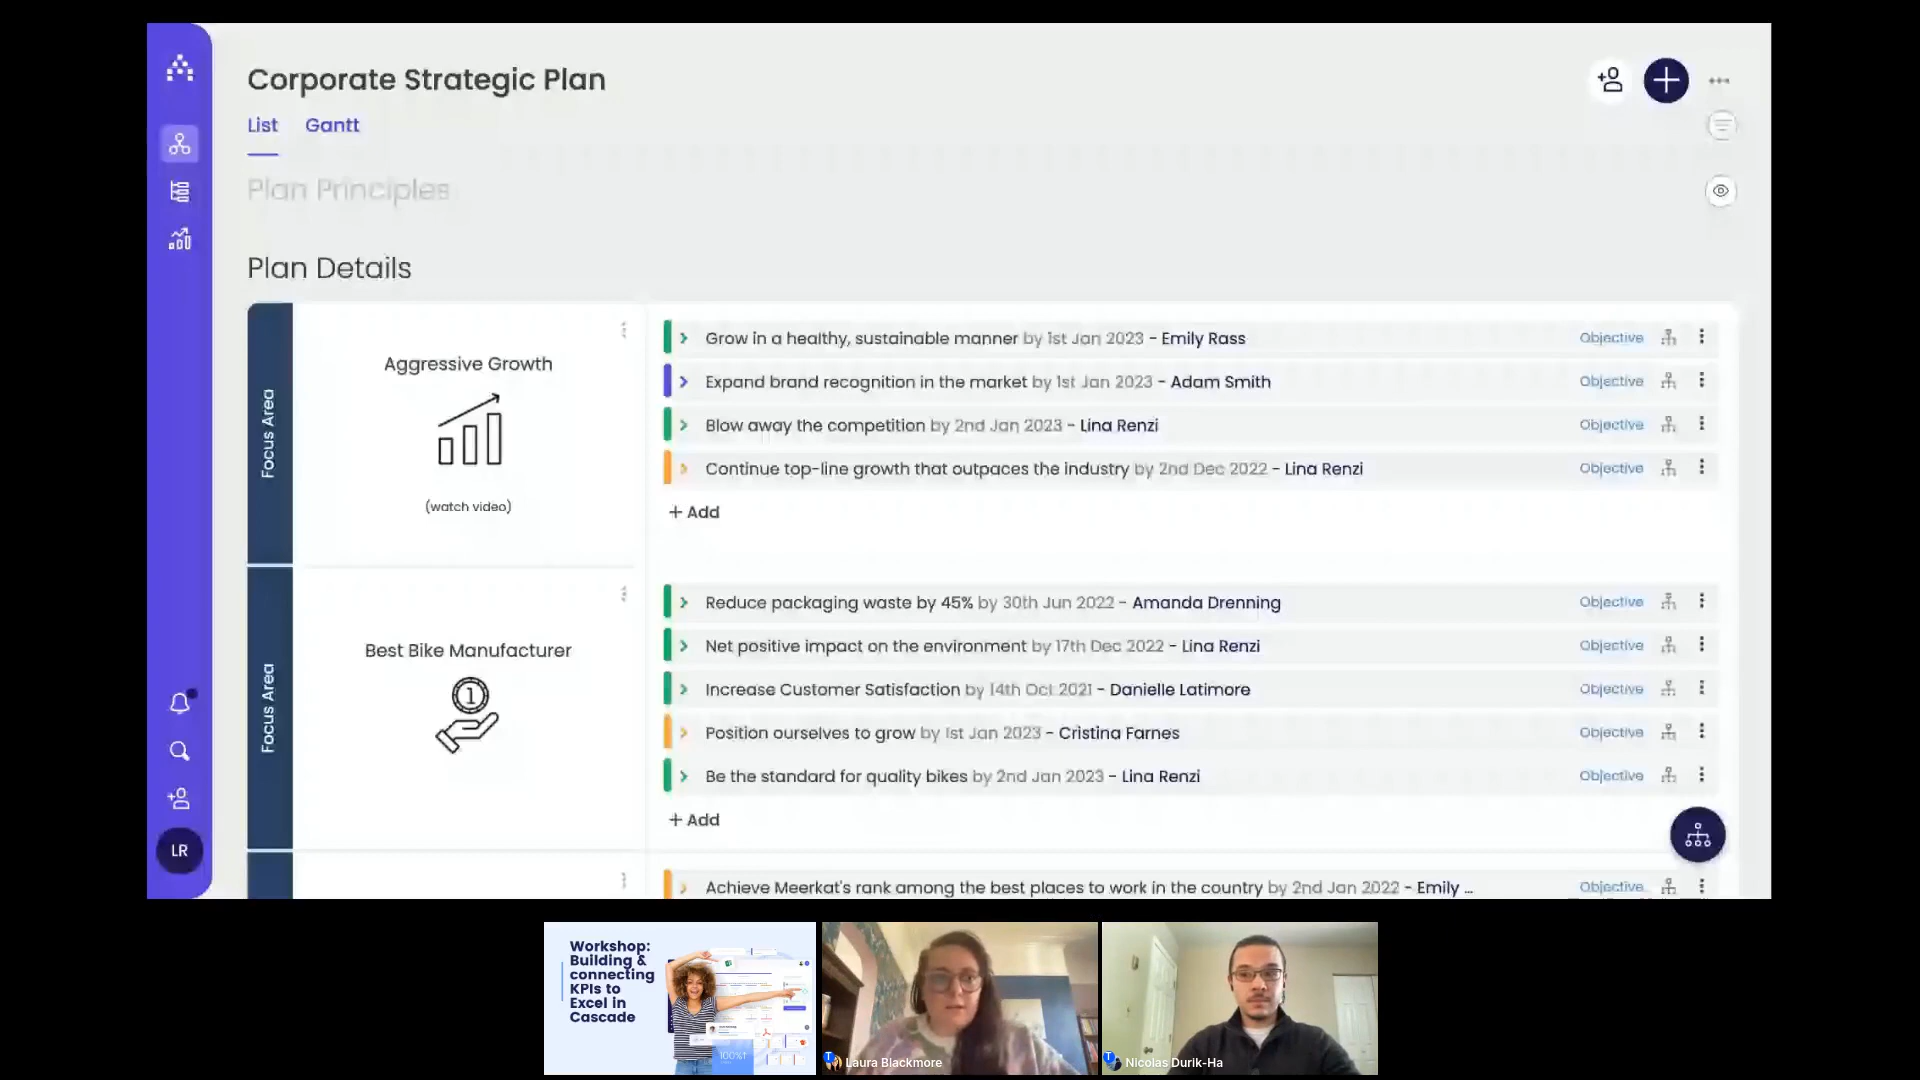 Corporate Strategic Plan
List Gantt
Plan Principles
Plan Details
Focus Area
Aggressive Growth
(watch video)
Grow in a healthy, sustainable manner by 1st Jan 2023 - Emily Rass Objective
Expand brand recognition in the market by 1st Jan 2023 - Adam Smith Objective
Blow away the competition by 2nd Jan 2023 - Lina Renzi Objective
Continue top-line growth that outpaces the industry by 2nd Dec 2022 - Lina Renzi Objective
+ Add
Focus Area
Best Bike Manufacturer
1
Reduce packaging waste by 45% by 30th Jun 2022 - Amanda Drenning Objective
Net positive impact on the environment by 17th Dec 2022 - Lina Renzi Objective
Increase Customer Satisfaction by 14th Oct 2021 - Danielle Latimore Objective
Position ourselves to grow by 1st Jan 2023 - Cristina Farnes Objective
Be the standard for quality bikes by 2nd Jan 2023 - Lina Renzi Objective
+ Add
Achieve Meerkat's rank among the best places to work in the country by 2nd Jan 2022 - Emily ... Objective
LR
Workshop:
Building &
connecting
KPIs to
Excel in
Cascade
100%↑
T Laura Blackmore
T Nicolas Durik-Ha